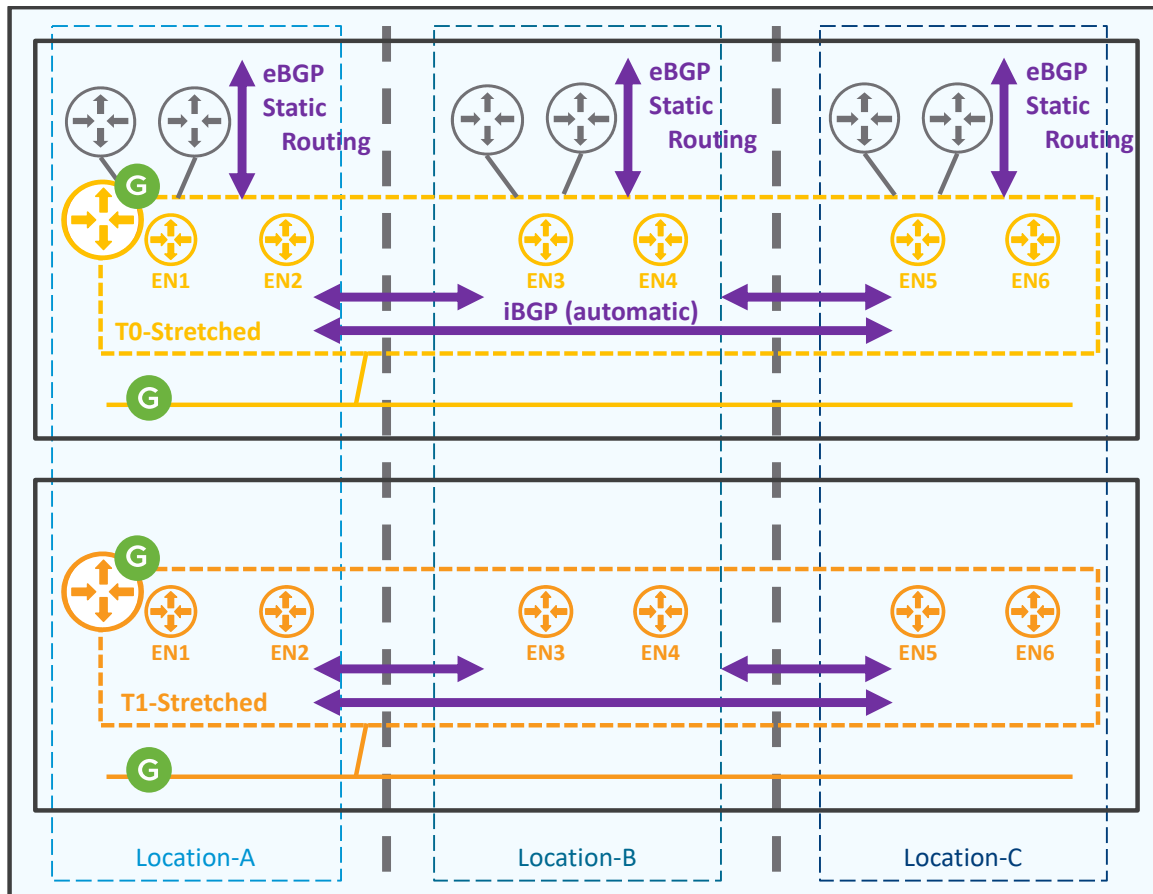 eBGP
Static
Routing
eBGP
Static
Routing
eBGP
Static
Routing
G
EN1
EN2
EN3
EN4
EN5
EN6
iBGP (automatic)
T0-Stretched
G
G
EN1
EN2
EN3
EN4
EN5
EN6
T1-Stretched
G
Location-A
Location-B
Location-C